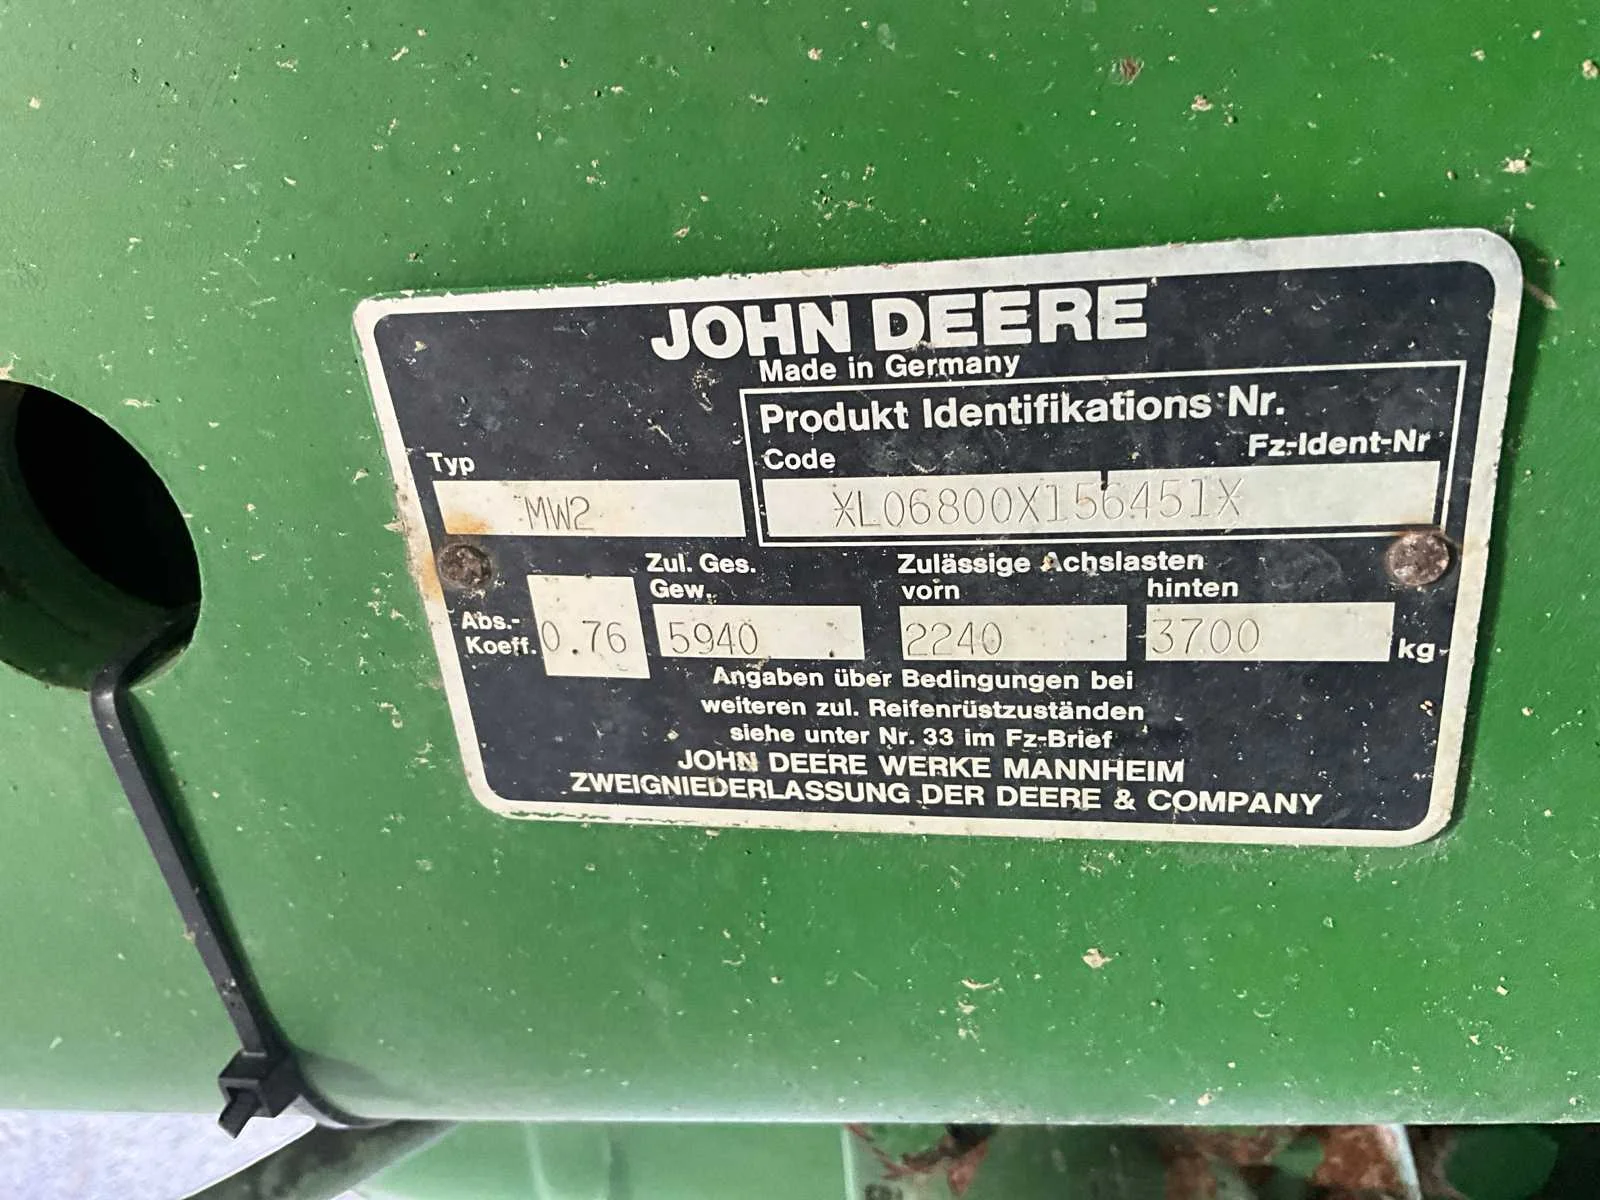 JOHN DEERE
Made in Germany
Produkt Identifikations Nr.
Typ
Code
Fz-Ident-Nr
MW2
*L06800X156451*
Zul. Ges.
Gew.
Zulässige Achslasten
vorn
hinten
Abs.-
Koeff.
0.76
5940
2240
3700
kg
Angaben über Bedingungen bei
weiteren zul. Reifenrüstzuständen
siehe unter Nr. 33 im Fz-Brief
JOHN DEERE WERKE MANNHEIM
ZWEIGNIEDERLASSUNG DER DEERE & COMPANY